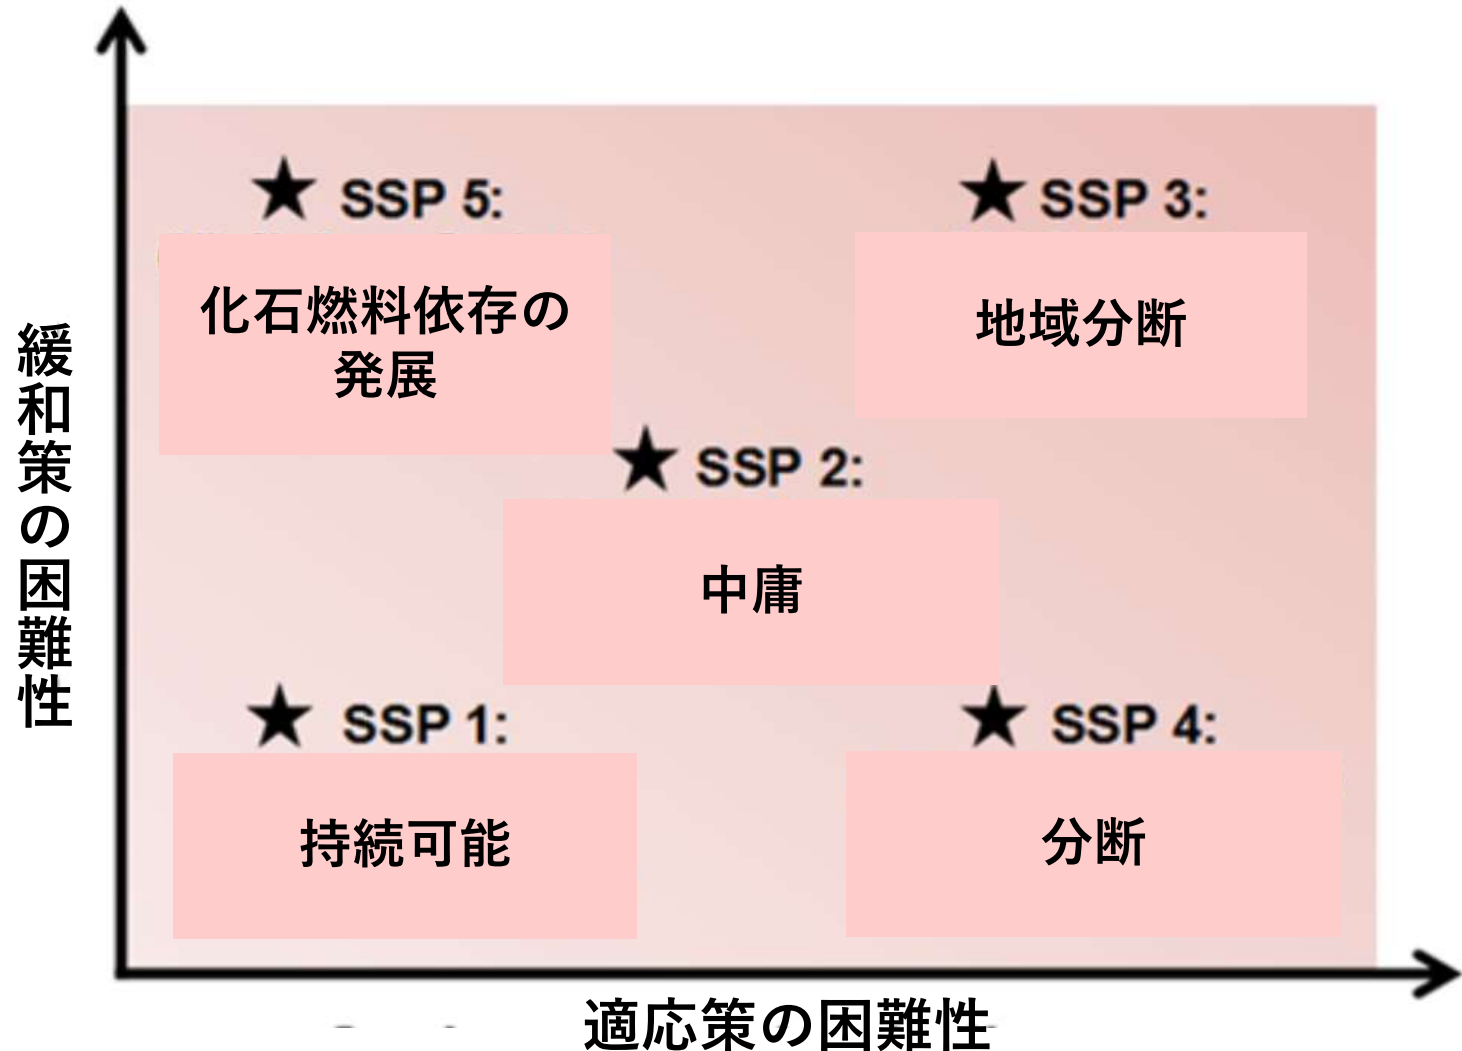 SSP 5:
化石燃料依存の
発展
SSP 3:
地域分断
SSP 2:
中庸
SSP 1:
持続可能
SSP 4:
分断
緩和策の困難性
適応策の困難性